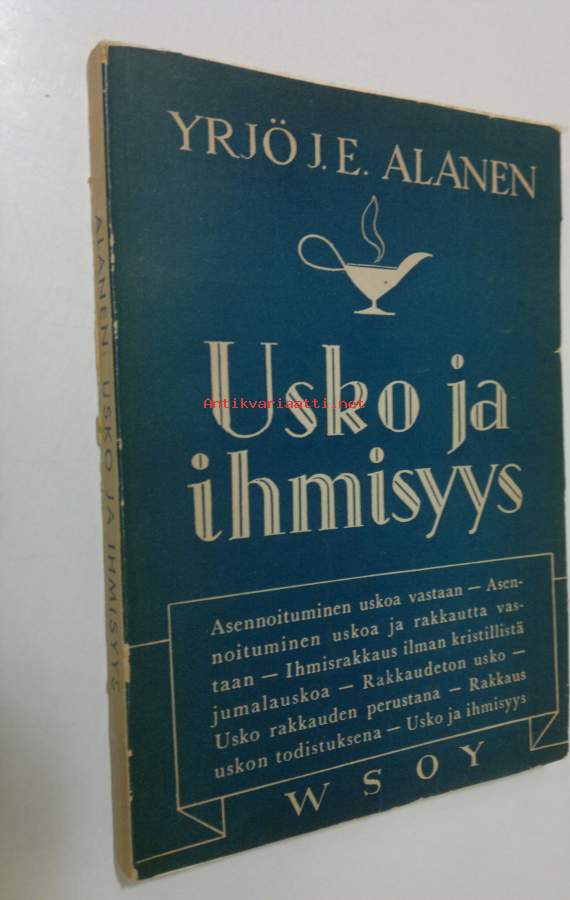 YRJÖ J. E. ALANEN
Usko ja
ihmisyys
Asennoituminen uskoa vastaan — Asen-
noituminen uskoa ja rakkautta vas-
taan — Ihmisrakkaus ilman kristillistä
jumalauskoa — Rakkaudeton usko —
Usko rakkauden perustana — Rakkaus
uskon todistuksena — Usko ja ihmisyys
WSOY
ALANEN: USKO JA IHMISYYS
Antikvariaatti.net